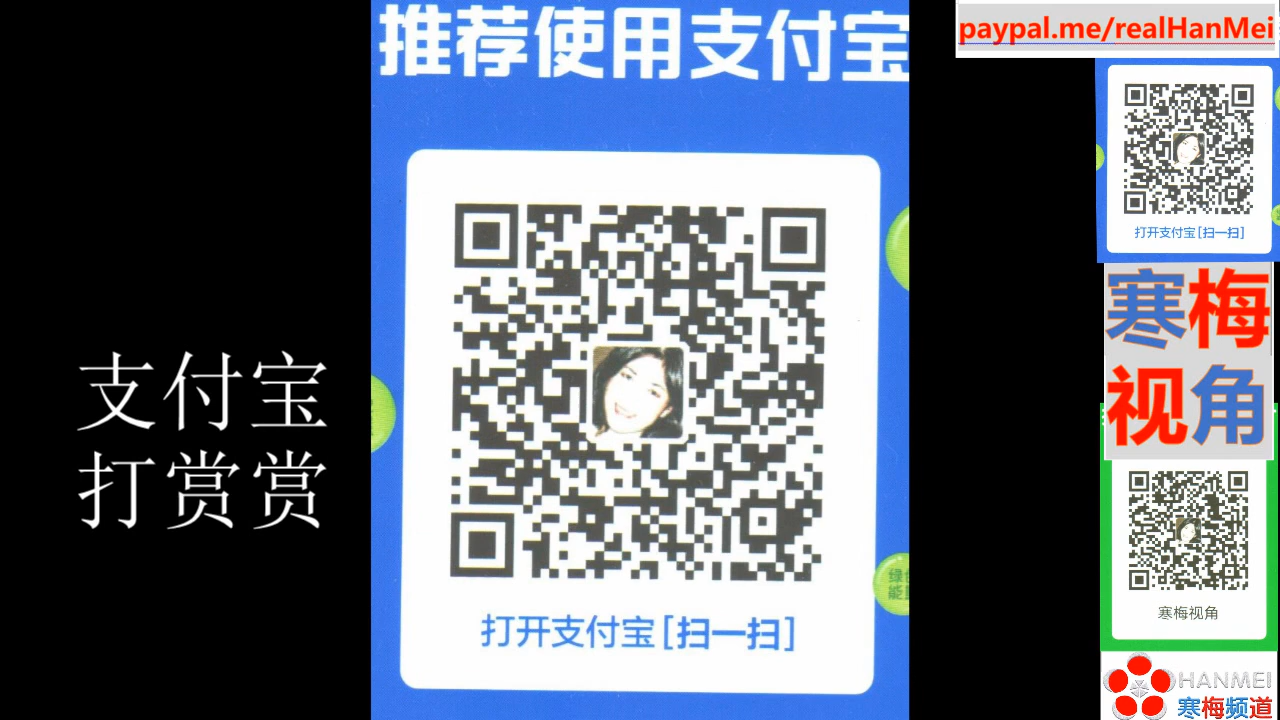 推荐使用支付宝
支付宝
打赏赏
打开支付宝[扫一扫]
paypal.me/realHanMei
打开支付宝[扫一扫]
寒梅
视角
寒梅视角
HANMEI
寒梅频道